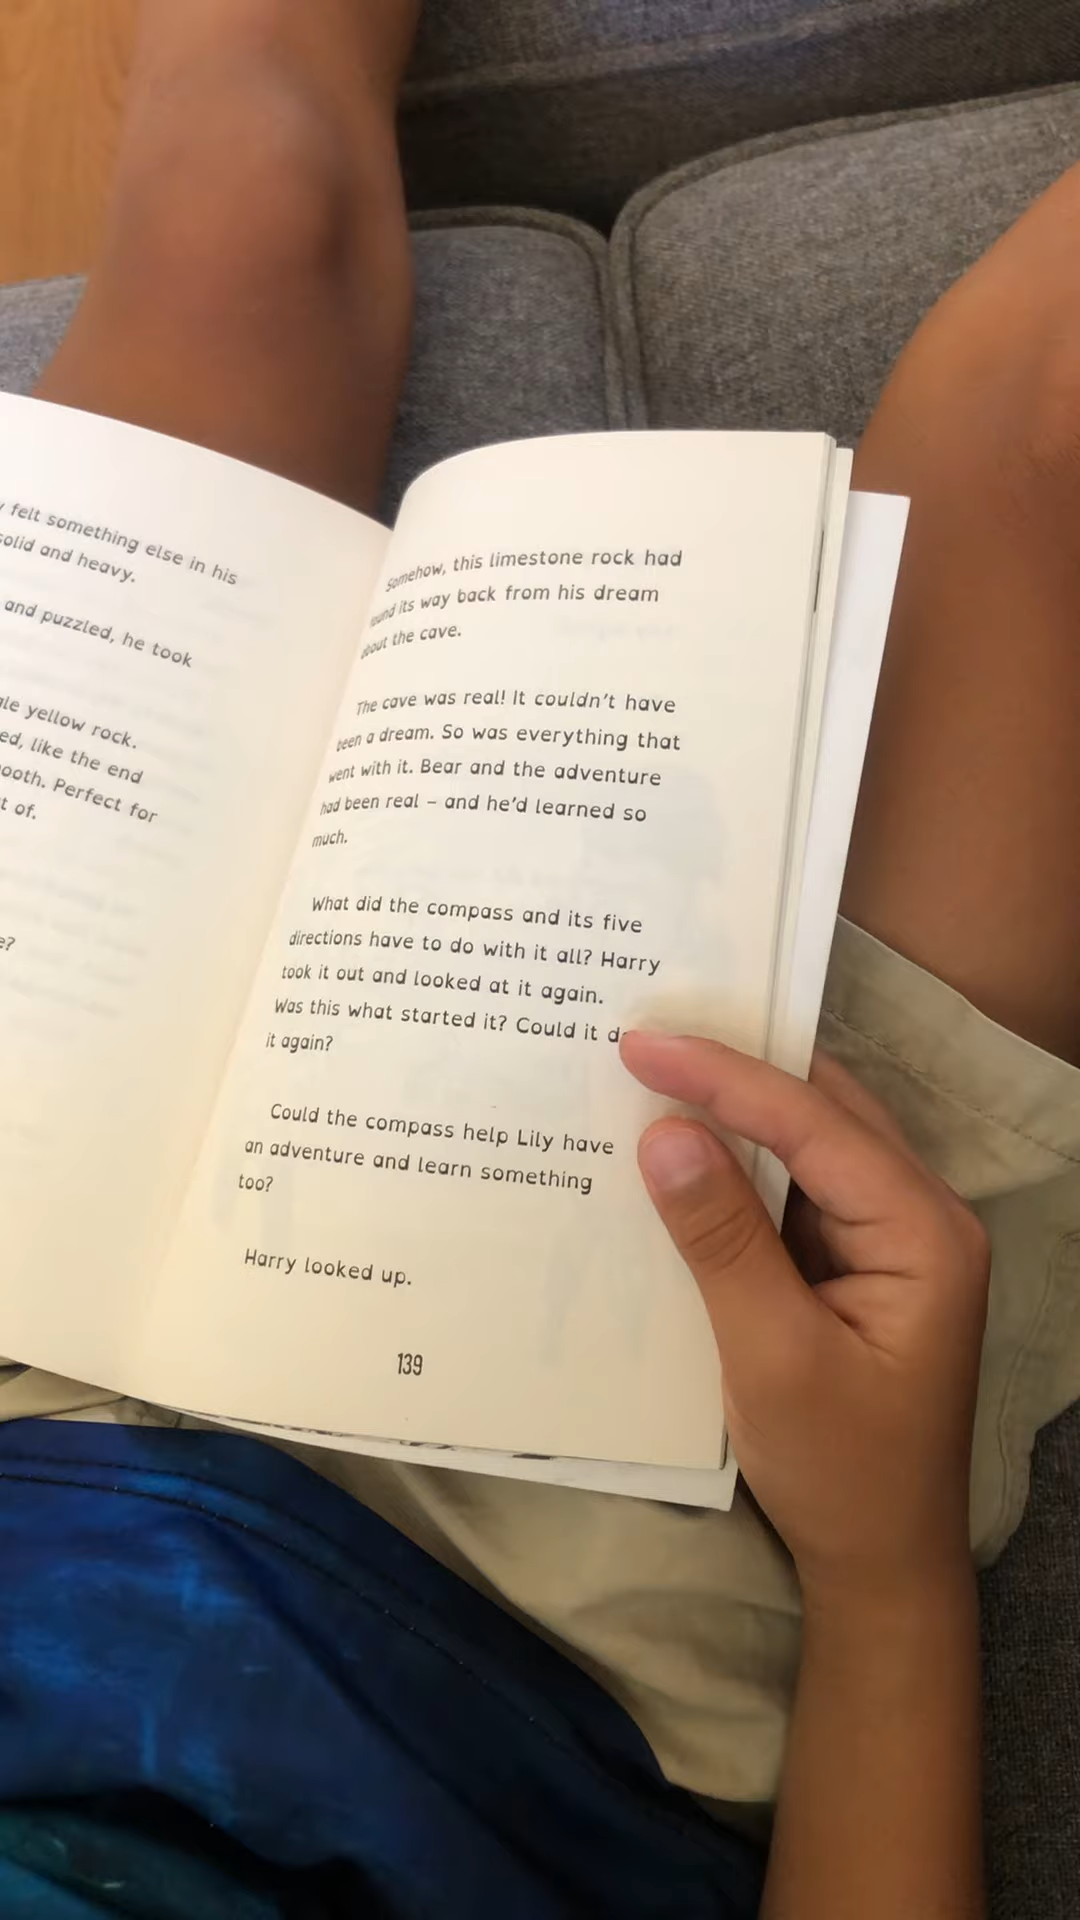 felt something else in his
solid and heavy.
and puzzled, he took
yellow rock.
like the end
Perfect for
of.
Somehow, this limestone rock had
its way back from his dream
about the cave.
The cave was real! It couldn't have
been a dream. So was everything that
went with it. Bear and the adventure
had been real – and he'd learned so
much.
What did the compass and its five
directions have to do with it all? Harry
took it out and looked at it again.
Was this what started it? Could it
it again?
Could the compass help Lily have
an adventure and learn something
too?
Harry looked up.
139